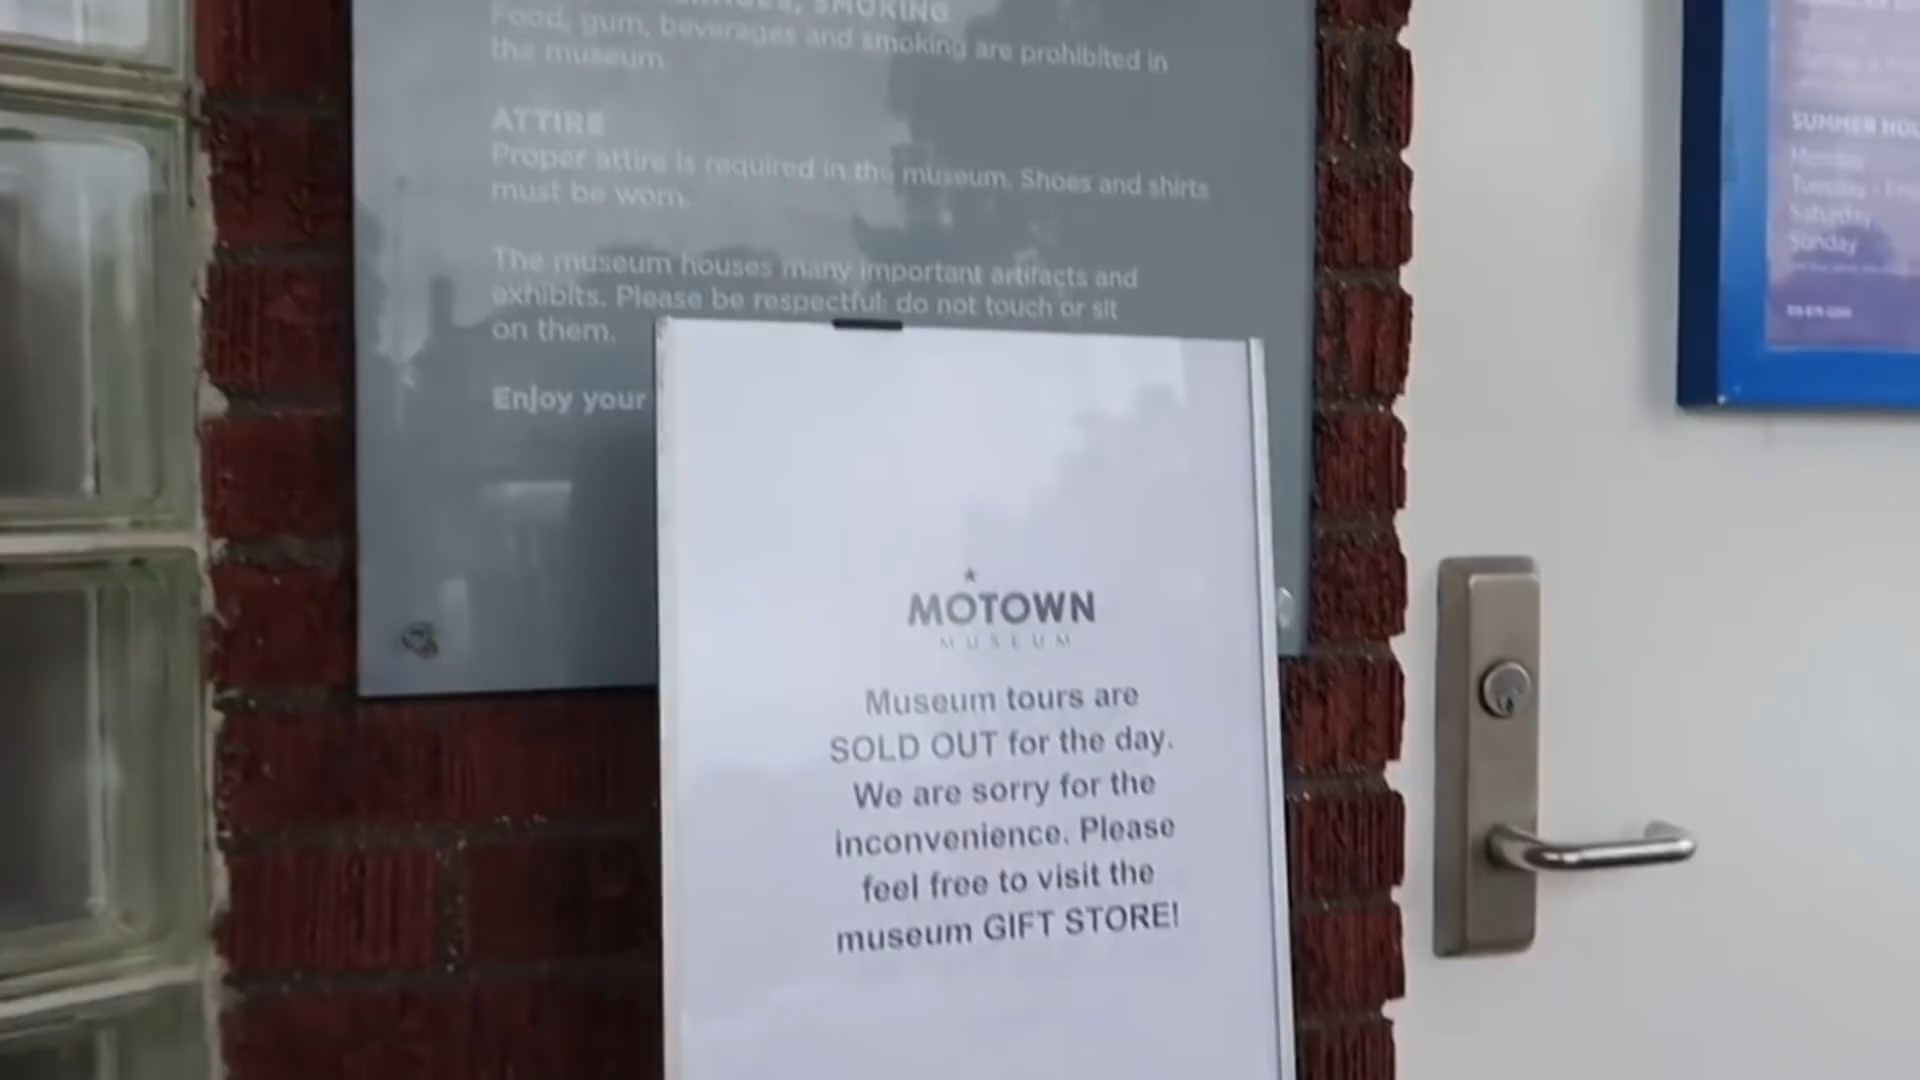 SMOKING
Food, gum, beverages and smoking are prohibited in
the museum.
ATTIRE
Proper attire is required in the museum. Shoes and shirts
must be worn.
The museum houses many important artifacts and
exhibits. Please be respectful: do not touch or sit
on them.
Enjoy your
MOTOWN
MUSEUM
Museum tours are
SOLD OUT for the day.
We are sorry for the
inconvenience. Please
feel free to visit the
museum GIFT STORE!
SUMMER
Monday
Tuesday -
Saturday
Sunday